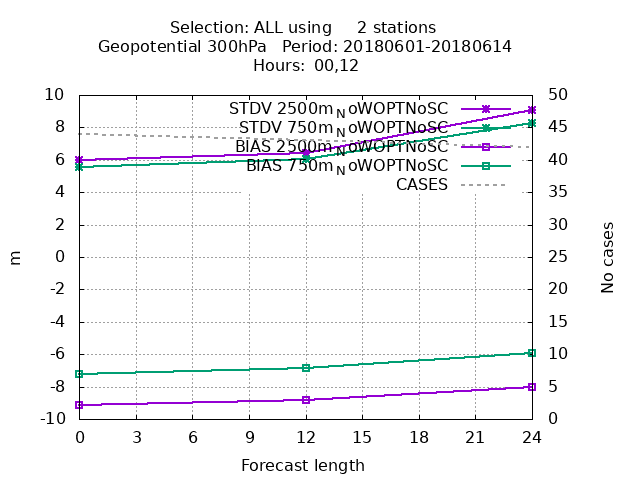 Selection: ALL using 2 stations
Geopotential 300hPa Period: 20180601-20180614
Hours: 00,12
10
8
6
4
2
0
-2
-4
-6
-8
-10
m
STDV 2500m_NoWOPTNoSC
STDV 750m_NoWOPTNoSC
BIAS 2500m_NoWOPTNoSC
BIAS 750m_NoWOPTNoSC
CASES
50
45
40
35
30
25
20
15
10
5
0
No cases
0 3 6 9 12 15 18 21 24
Forecast length